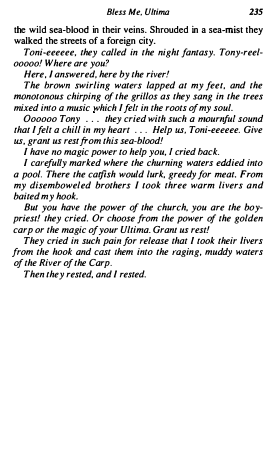 Bless Me, Ultima 235
the wild sea-blood in their veins. Shrouded in a sea-mist they
walked the streets of a foreign city.
Toni-eeeeee, they called in the night fantasy. Tony-reel-
ooooo! Where are you?
Here, I answered, here by the river!
The brown swirling waters lapped at my feet, and the
monotonous chirping of the grillos as they sang in the trees
mixed into a music which I felt in the roots of my soul.
Ooooooo Tony . . . they cried with such a mournful sound
that I felt a chill in my heart . . . Help us, Toni-eeeeee. Give
us, grant us rest from this sea-blood!
I have no magic power to help you, I cried back.
I carefully marked where the churning waters eddied into
a pool. There the catfish would lurk, greedy for meat. From
my disemboweled brothers I took three warm livers and
baited my hook.
But you have the power of the church, you are the boy-
priest! they cried. Or choose from the power of the golden
carp or the magic of your Ultima. Grant us rest!
They cried in such pain for release that I took their livers
from the hook and cast them into the raging, muddy waters
of the River of the Carp.
Then they rested, and I rested.